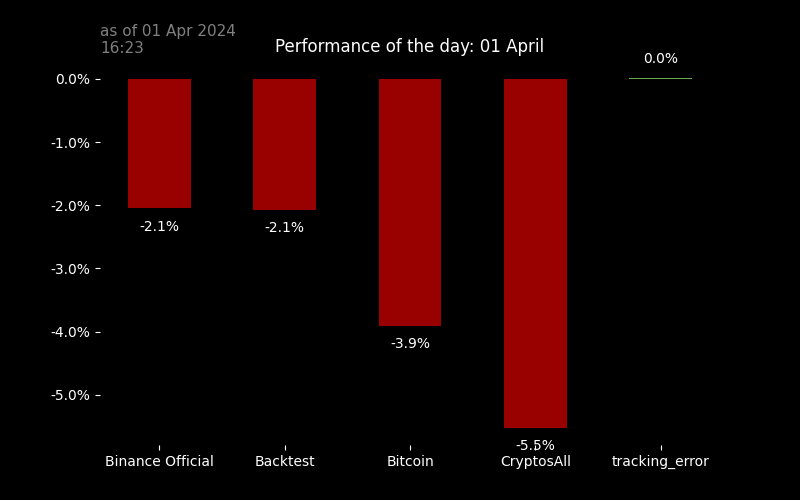 as of 01 Apr 2024
16:23
Performance of the day: 01 April
0.0%
0.0%
-1.0%
-2.0%
-2.1%
-2.1%
-3.0%
-4.0%
-3.9%
-5.0%
-5.5%
Binance Official
Backtest
Bitcoin
CryptosAll
tracking_error